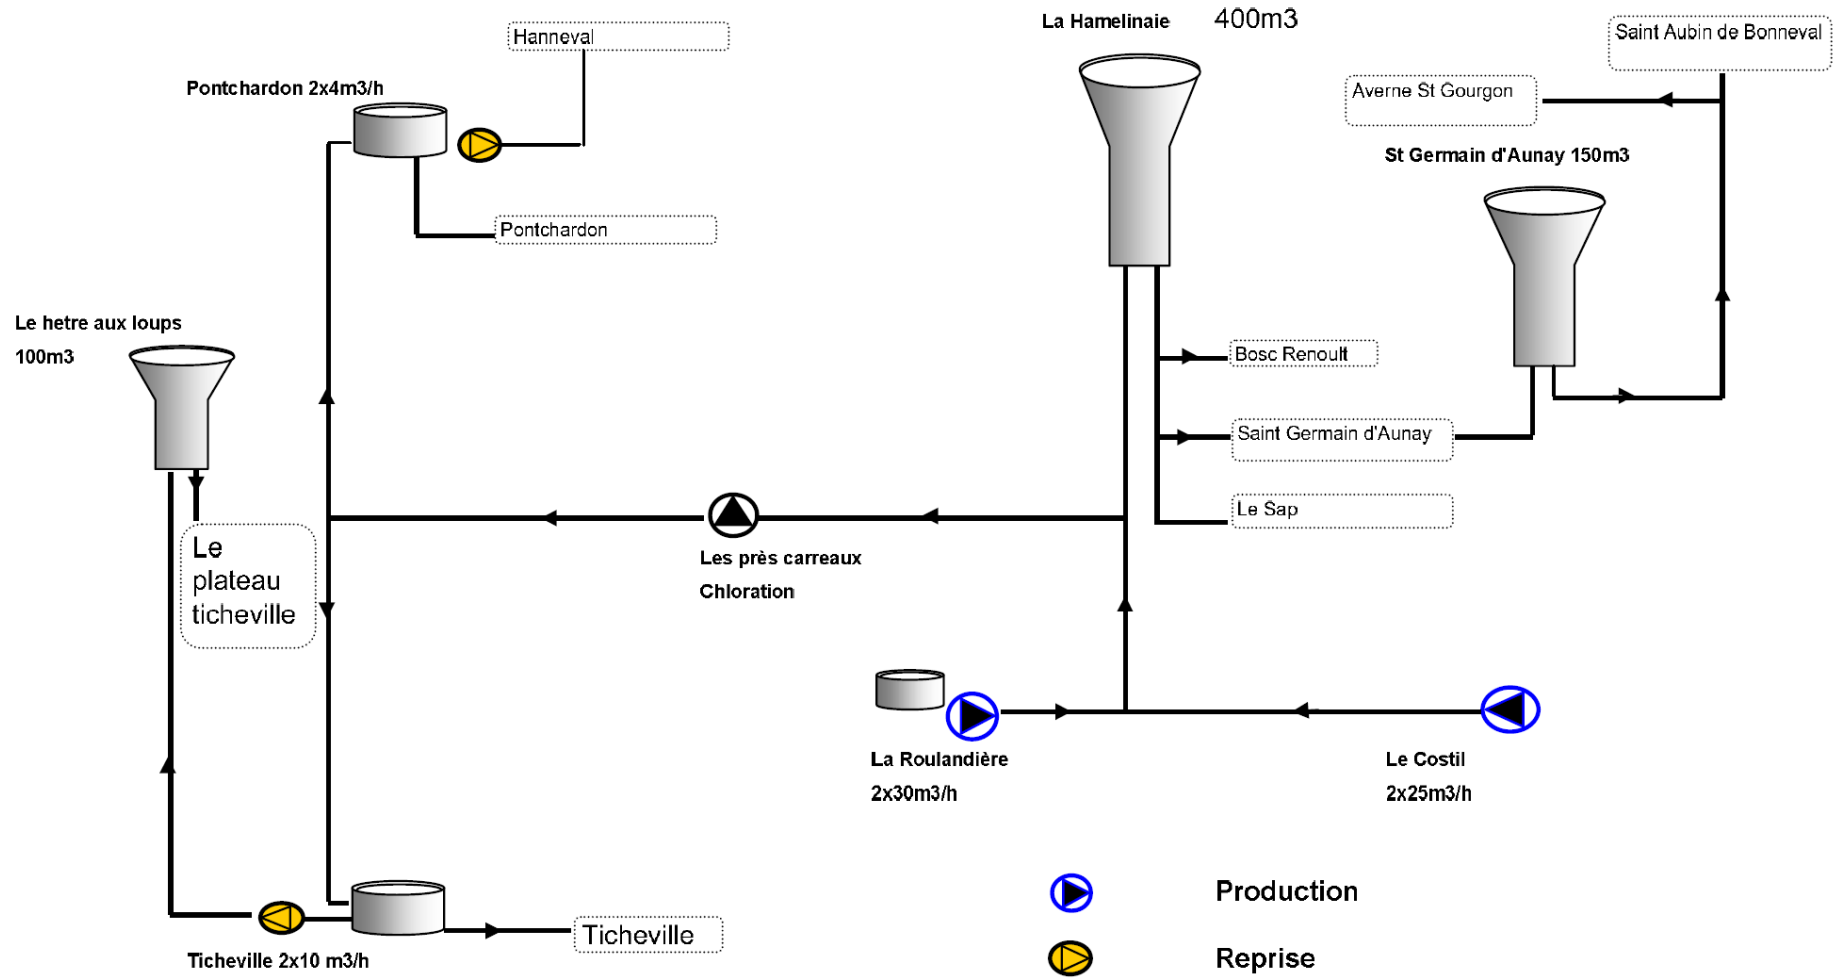 La Hamelinaie
400m3
Hanneval
Saint Aubin de Bonneval
Pontchardon 2x4m3/h
Averne St Gourgon
St Germain d'Aunay 150m3
Pontchardon
Le hetre aux loups
100m3
Bosc Renoult
Saint Germain d'Aunay
Le Sap
Le
plateau
ticheville
Les près carreaux
Chloration
La Roulandière
2x30m3/h
Le Costil
2x25m3/h
Production
Ticheville
Ticheville 2x10 m3/h
Reprise